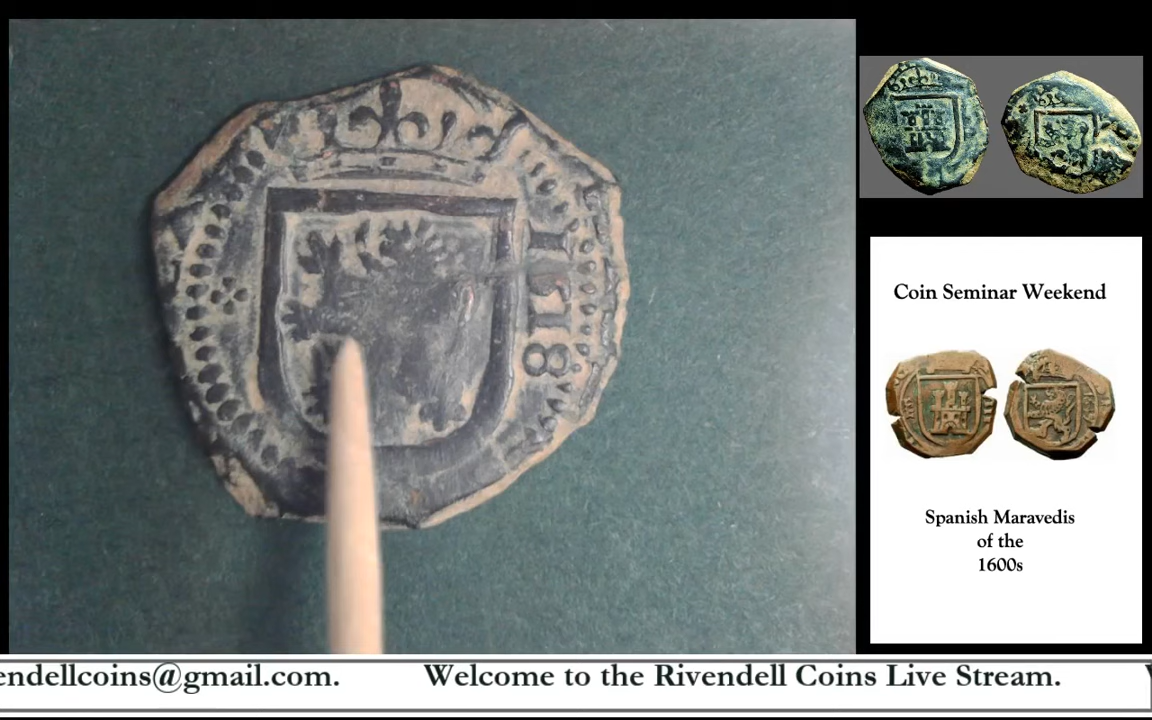 1618
Coin Seminar Weekend
Spanish Maravedis
of the
1600s
endellcoins@gmail.com. Welcome to the Rivendell Coins Live Stream.